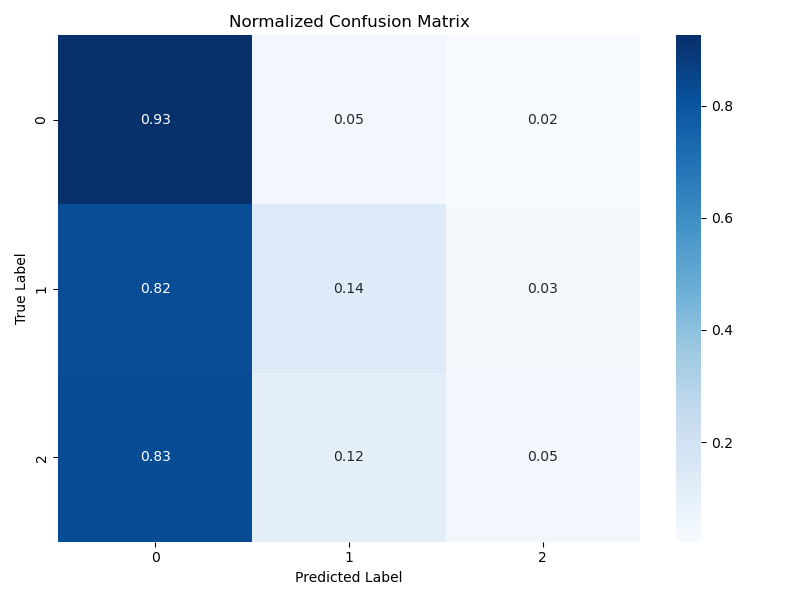 Normalized Confusion Matrix
0 0.93 0.05 0.02
1 0.82 0.14 0.03
2 0.83 0.12 0.05
0 1 2
True Label
Predicted Label
0.8
0.6
0.4
0.2